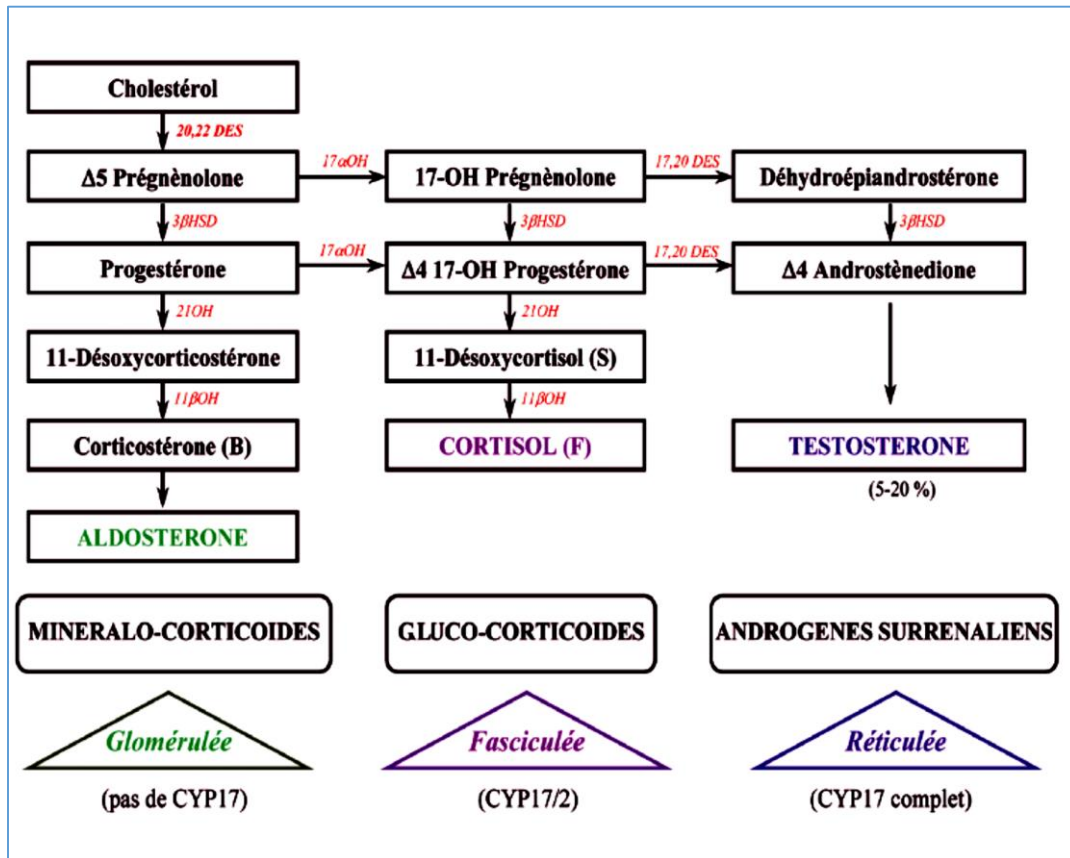 Cholestérol
20,22 DES
Δ5 Prégnènolone
17αOH
17-OH Prégnènolone
17,20 DES
Déhydroépiandrostérone
3βHSD
3βHSD
3βHSD
Progestérone
17αOH
Δ4 17-OH Progestérone
17,20 DES
Δ4 Androstènedione
21OH
21OH
11-Désoxycorticostérone
11-Désoxycortisol (S)
11βOH
11βOH
Corticostérone (B)
CORTISOL (F)
TESTOSTERONE
(5-20 %)
ALDOSTERONE
MINERALO-CORTICOIDES
GLUCO-CORTICOIDES
ANDROGENES SURRENALIENS
Glomérulée
Fasciculée
Réticulée
(pas de CYP17)
(CYP17/2)
(CYP17 complet)